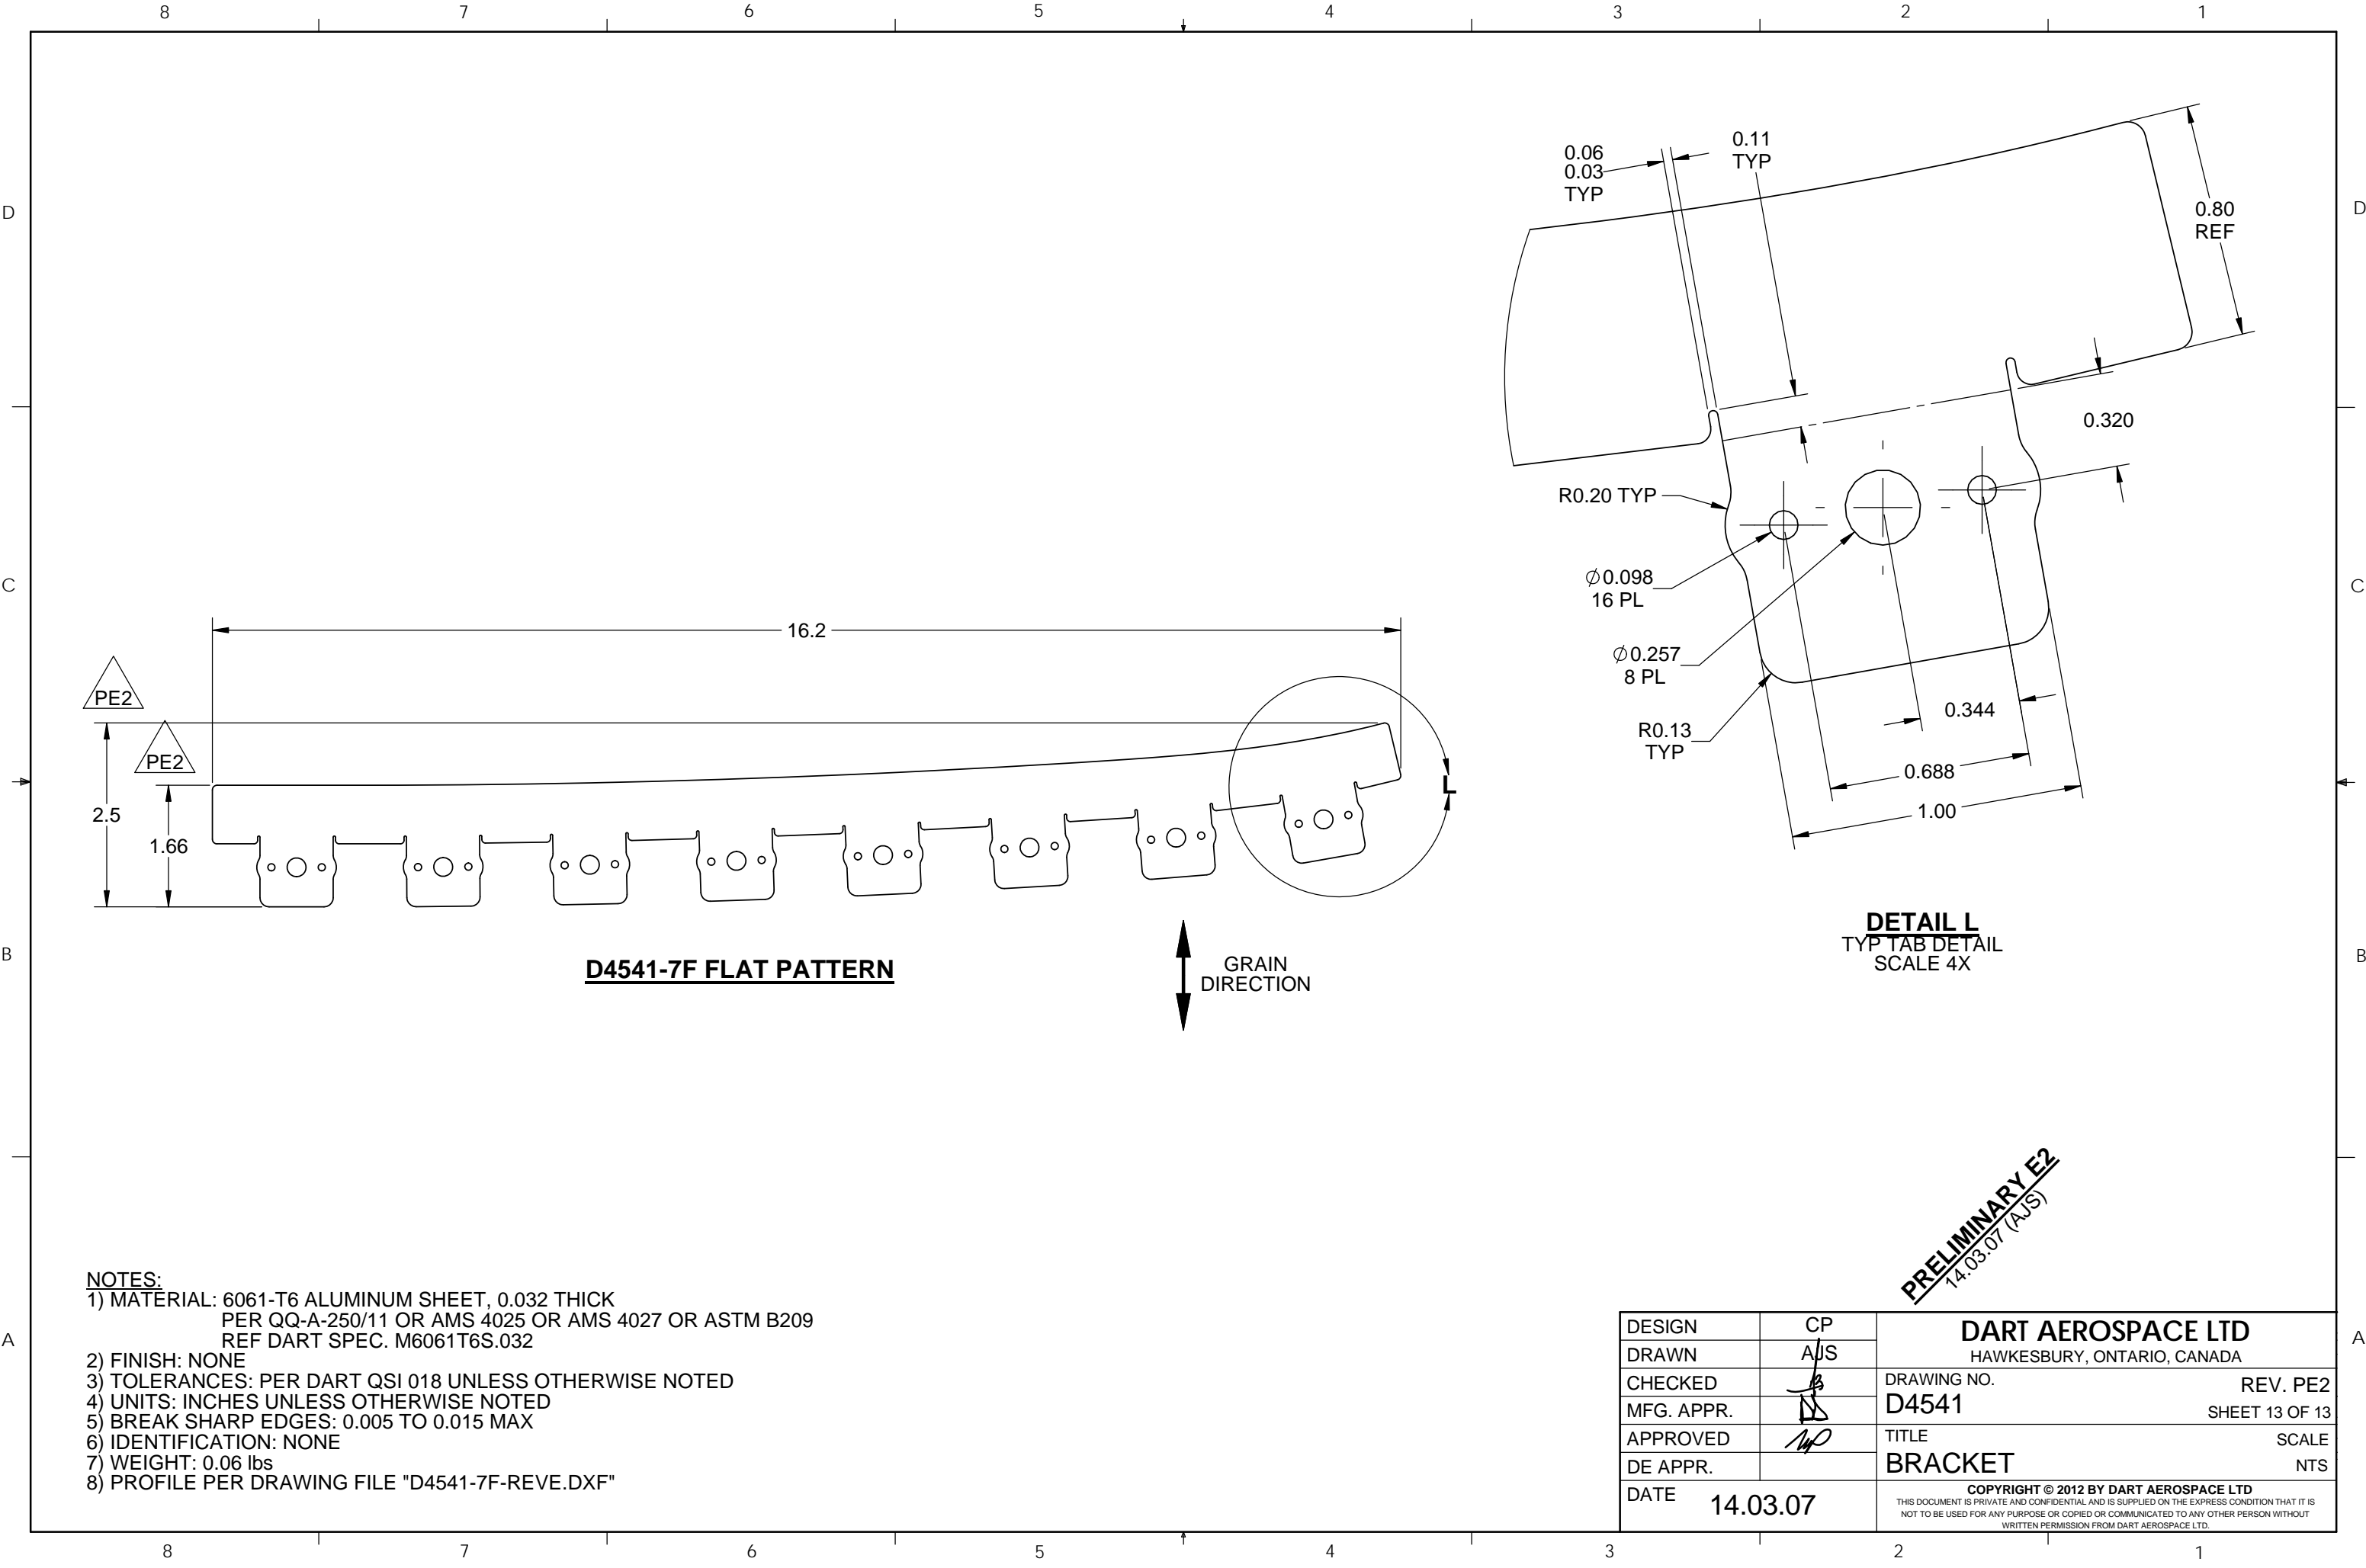 8 7 6 5 4 3 2 1
D
D
C
C
B
B
A
A
0.06
0.03
TYP
0.11
TYP
0.80
REF
0.320
R0.20 TYP
∅0.098
16 PL
∅0.257
8 PL
R0.13
TYP
0.344
0.688
1.00
DETAIL L
TYP TAB DETAIL
SCALE 4X
16.2
PE2
PE2
2.5
1.66
L
D4541-7F FLAT PATTERN
GRAIN
DIRECTION
PRELIMINARY E2
14.03.07 (AJS)
NOTES:
1) MATERIAL: 6061-T6 ALUMINUM SHEET, 0.032 THICK
PER QQ-A-250/11 OR AMS 4025 OR AMS 4027 OR ASTM B209
REF DART SPEC. M6061T6S.032
2) FINISH: NONE
3) TOLERANCES: PER DART QSI 018 UNLESS OTHERWISE NOTED
4) UNITS: INCHES UNLESS OTHERWISE NOTED
5) BREAK SHARP EDGES: 0.005 TO 0.015 MAX
6) IDENTIFICATION: NONE
7) WEIGHT: 0.06 lbs
8) PROFILE PER DRAWING FILE "D4541-7F-REVE.DXF"
DESIGN CP
DRAWN AJS
CHECKED
MFG. APPR.
APPROVED
DE APPR.
DATE 14.03.07
DART AEROSPACE LTD
HAWKESBURY, ONTARIO, CANADA
DRAWING NO. REV. PE2
D4541 SHEET 13 OF 13
TITLE SCALE
BRACKET NTS
COPYRIGHT © 2012 BY DART AEROSPACE LTD
THIS DOCUMENT IS PRIVATE AND CONFIDENTIAL AND IS SUPPLIED ON THE EXPRESS CONDITION THAT IT IS
NOT TO BE USED FOR ANY PURPOSE OR COPIED OR COMMUNICATED TO ANY OTHER PERSON WITHOUT
WRITTEN PERMISSION FROM DART AEROSPACE LTD.
8 7 6 5 4 3 2 1